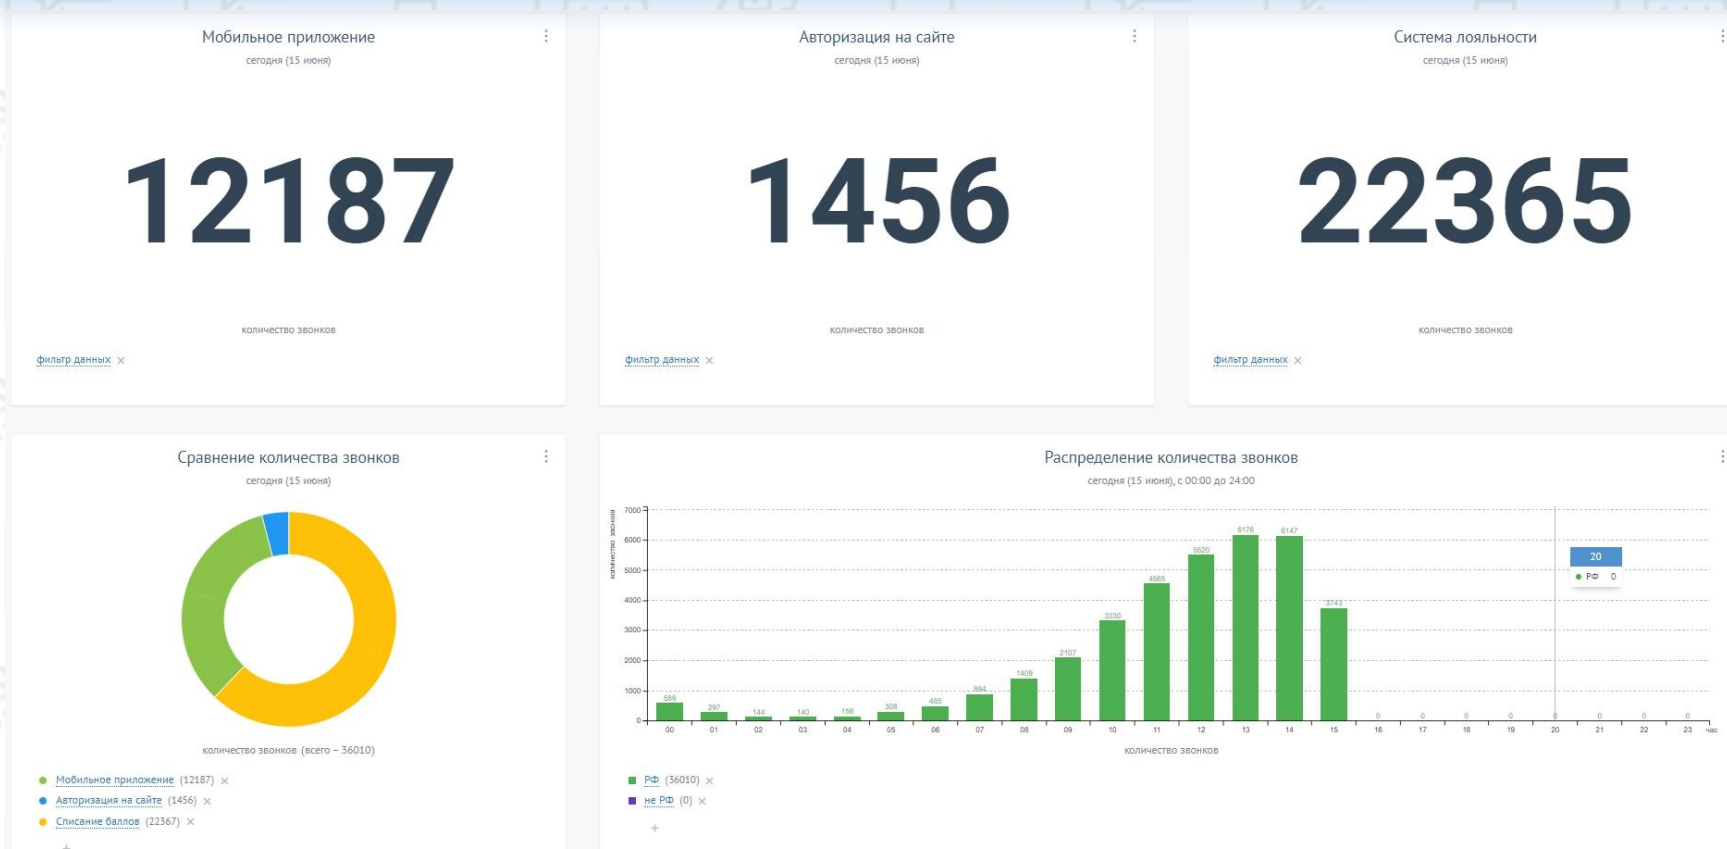 Мобильное приложение
сегодня (15 июня)
12187
количество звонков
фильтр данных ×
Авторизация на сайте
сегодня (15 июня)
1456
количество звонков
фильтр данных ×
Система лояльности
сегодня (15 июня)
22365
количество звонков
фильтр данных ×
Сравнение количества звонков
сегодня (15 июня)
количество звонков (всего – 36010)
Мобильное приложение (12187) ×
Авторизация на сайте (1456) ×
Списание баллов (22367) ×
+
Распределение количества звонков
сегодня (15 июня), с 00:00 до 24:00
количество звонков
7000
6000
5000
4000
3000
2000
1000
0
589 297 144 140 156 308 485 894 1409 2107 3330 4565 5520 6176 6147 3743 0 0 0 0 0 0 0 0
20
РФ 0
00 01 02 03 04 05 06 07 08 09 10 11 12 13 14 15 16 17 18 19 20 21 22 23 час
количество звонков
РФ (36010) ×
не РФ (0) ×
+